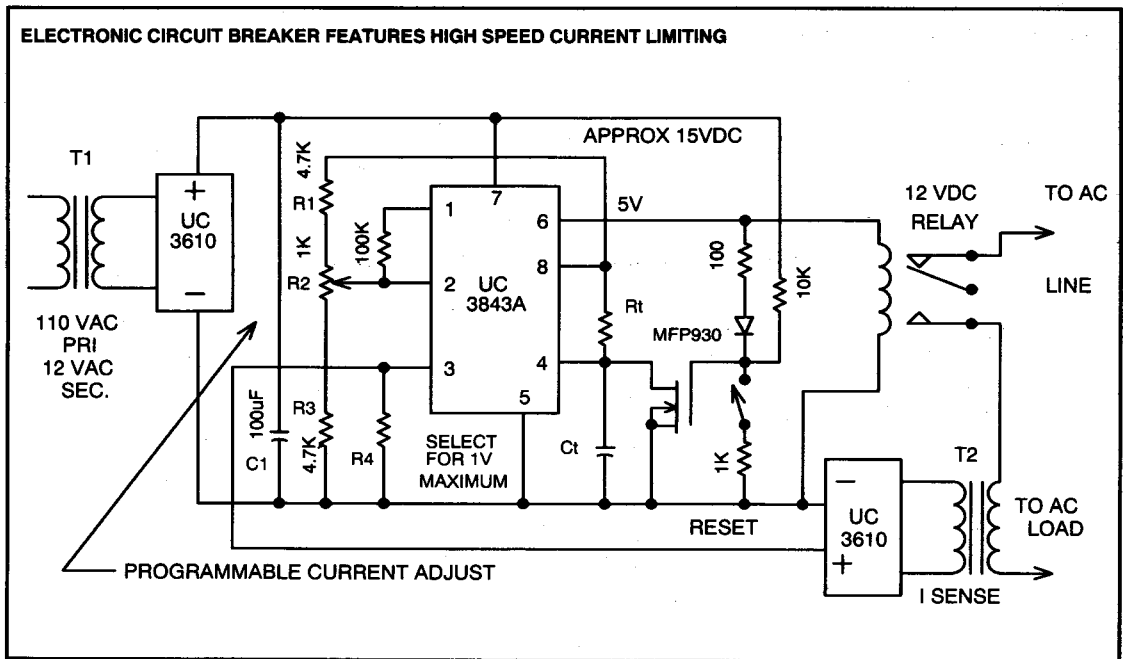 ELECTRONIC CIRCUIT BREAKER FEATURES HIGH SPEED CURRENT LIMITING
T1
+
UC
3610
−
110 VAC
PRI
12 VAC
SEC.
100uF
C1
4.7K
R1
1K
R2
R3
4.7K
R4
100K
1
2
3
4
5
6
7
8
UC
3843A
SELECT
FOR 1V
MAXIMUM
APPROX 15VDC
5V
Rt
Ct
100
MFP930
10K
1K
RESET
12 VDC
RELAY
TO AC
LINE
−
UC
3610
+
T2
TO AC
LOAD
I SENSE
PROGRAMMABLE CURRENT ADJUST